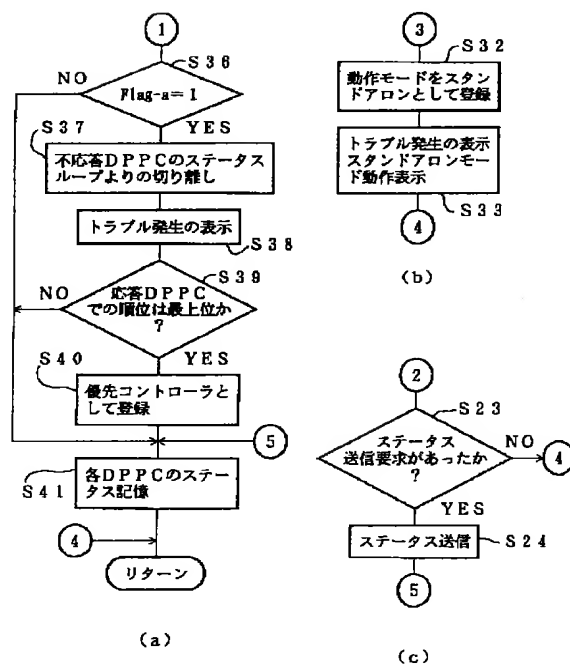 1
S36
NO
Flag-a=1
S37
YES
不応答DPPCのステータス
ループよりの切り離し
トラブル発生の表示
S38
S39
NO
応答DPPC
での順位は最上位か
?
S40
YES
優先コントローラと
して登録
5
S41
各DPPCのステー
タス記憶
4
リターン
(a)
3
S32
動作モードをスタン
ドアロンとして登録
トラブル発生の表示
スタンドアロンモー
ド動作表示
S33
4
(b)
2
S23
ステータス
送信要求があったか
?
NO
4
YES
ステータス送信
S24
5
(c)